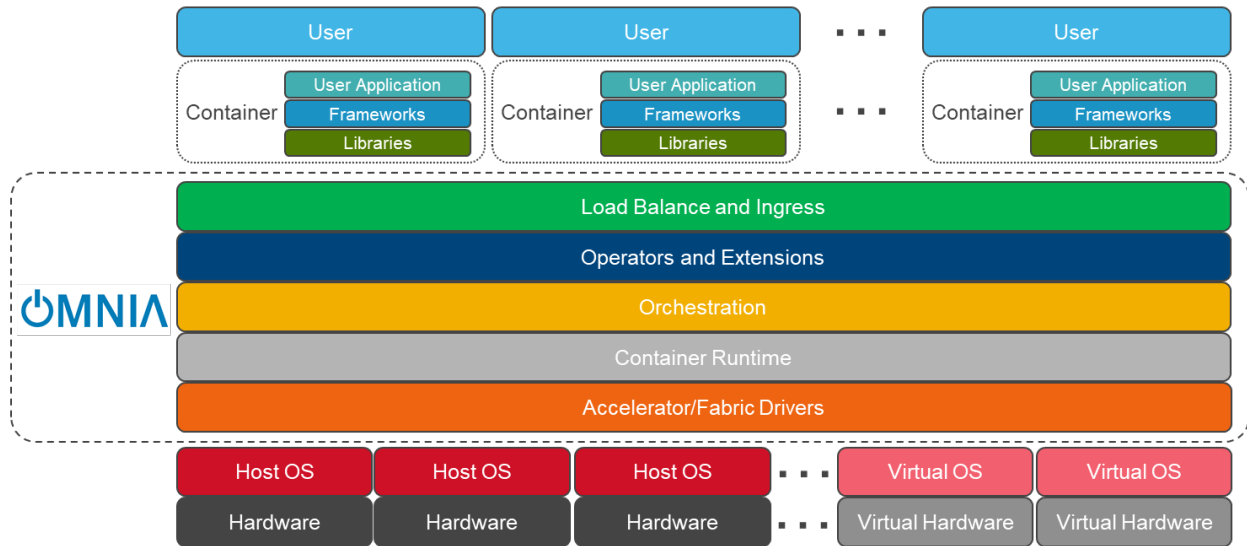 User User User
User Application User Application User Application
Container Frameworks Container Frameworks Container Frameworks
Libraries Libraries Libraries
Load Balance and Ingress
Operators and Extensions
OMNIA
Orchestration
Container Runtime
Accelerator/Fabric Drivers
Host OS Host OS Host OS Virtual OS Virtual OS
Hardware Hardware Hardware Virtual Hardware Virtual Hardware